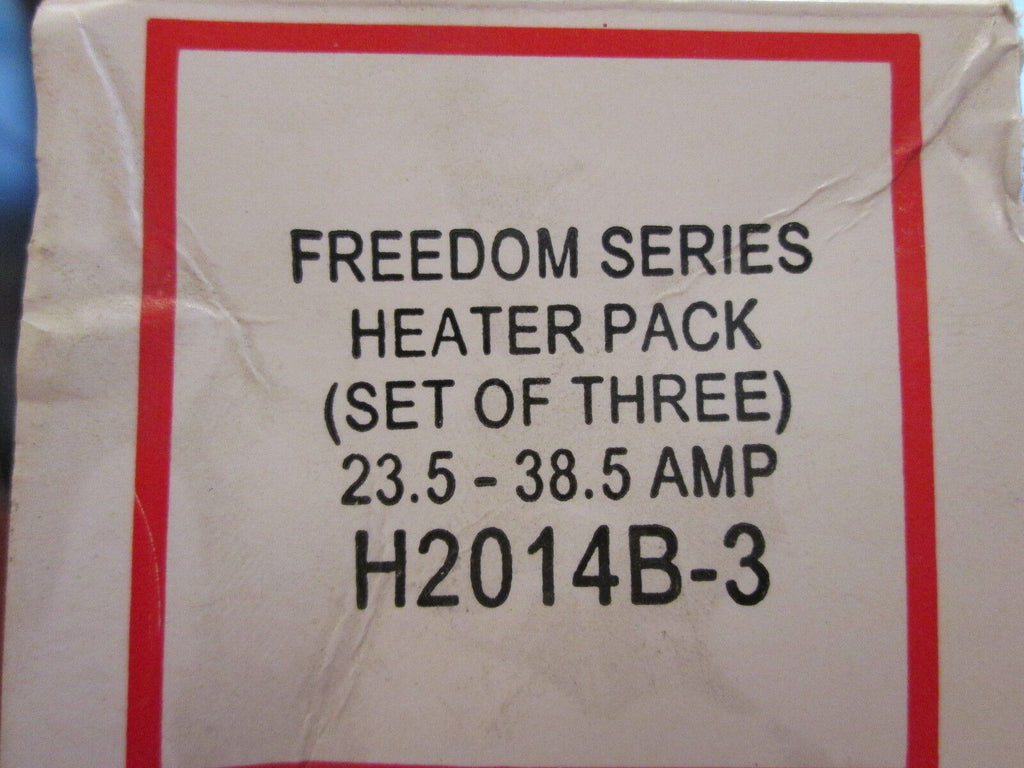 FREEDOM SERIES
HEATER PACK
(SET OF THREE)
23.5 - 38.5 AMP
H2014B-3